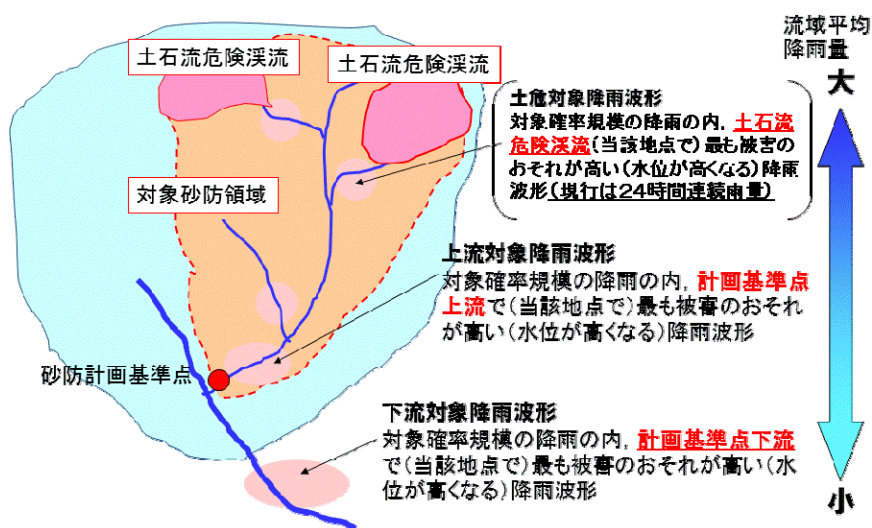 流域平均
降雨量
大
土石流危険渓流
土石流危険渓流
土危対象降雨波形
対象確率規模の降雨の内，土石流
危険渓流(当該地点で)最も被害の
おそれが高い(水位が高くなる)降雨
波形(現行は24時間連続雨量)
対象砂防領域
上流対象降雨波形
対象確率規模の降雨の内，計画基準点
上流で(当該地点で)最も被審のおそれ
が高い(水位が高くなる)降雨波形
砂防計画基準点
下流対象降雨波形
対象確率規模の降雨の内，計画基準点下流
で(当該地点で)最も被審のおそれが高い(水
位が高くなる)降雨波形
小